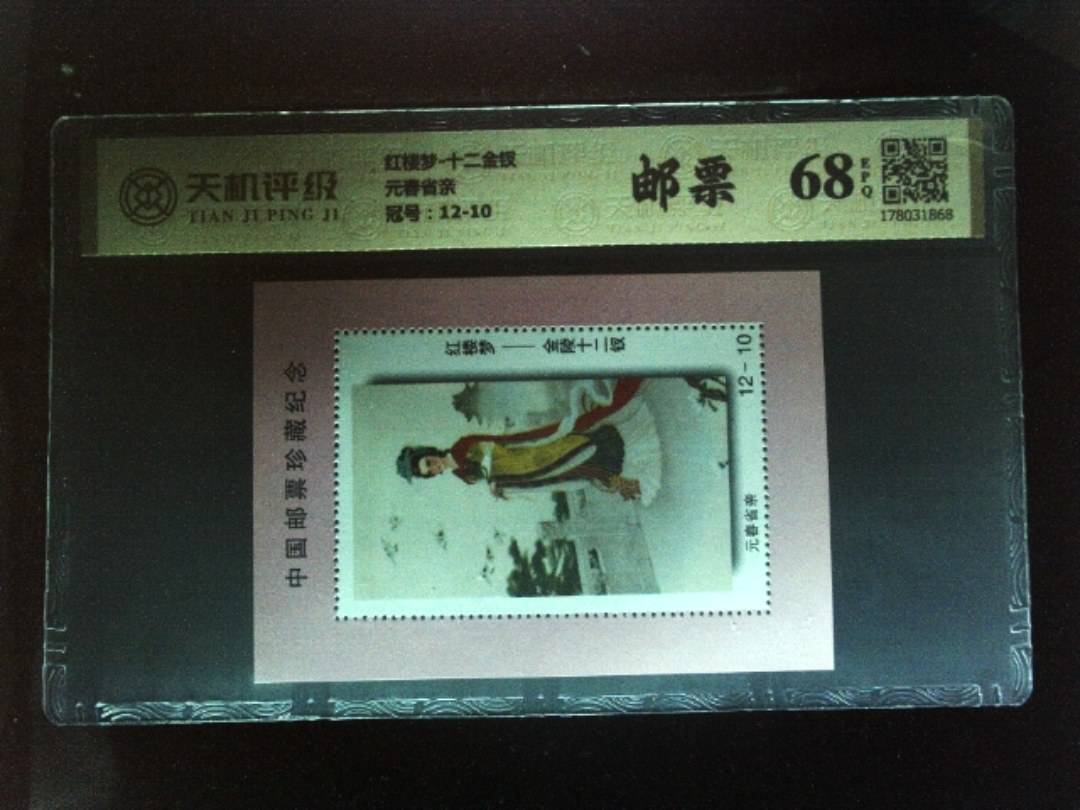 天机评级
TIAN JI PING JI
红楼梦·十二金钗
元春省亲
冠号：12-10
邮票
68
EPQ
178031868
中国邮票珍藏纪念
红楼梦——金陵十二钗
12-10
元春省亲